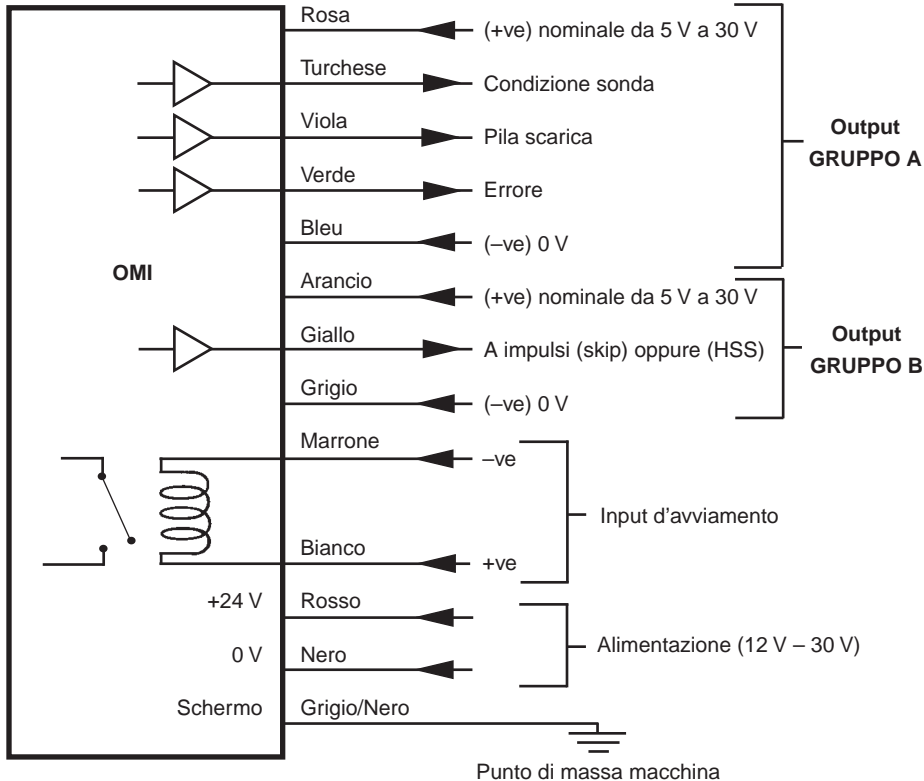 Rosa
(+ve) nominale da 5 V a 30 V
Turchese
Condizione sonda
Viola
Pila scarica
Output
GRUPPO A
Verde
Errore
Bleu
(–ve) 0 V
OMI
Arancio
(+ve) nominale da 5 V a 30 V
Giallo
A impulsi (skip) oppure (HSS)
Output
GRUPPO B
Grigio
(–ve) 0 V
Marrone
–ve
Input d’avviamento
Bianco
+ve
+24 V
Rosso
Alimentazione (12 V – 30 V)
0 V
Nero
Schermo
Grigio/Nero
Punto di massa macchina